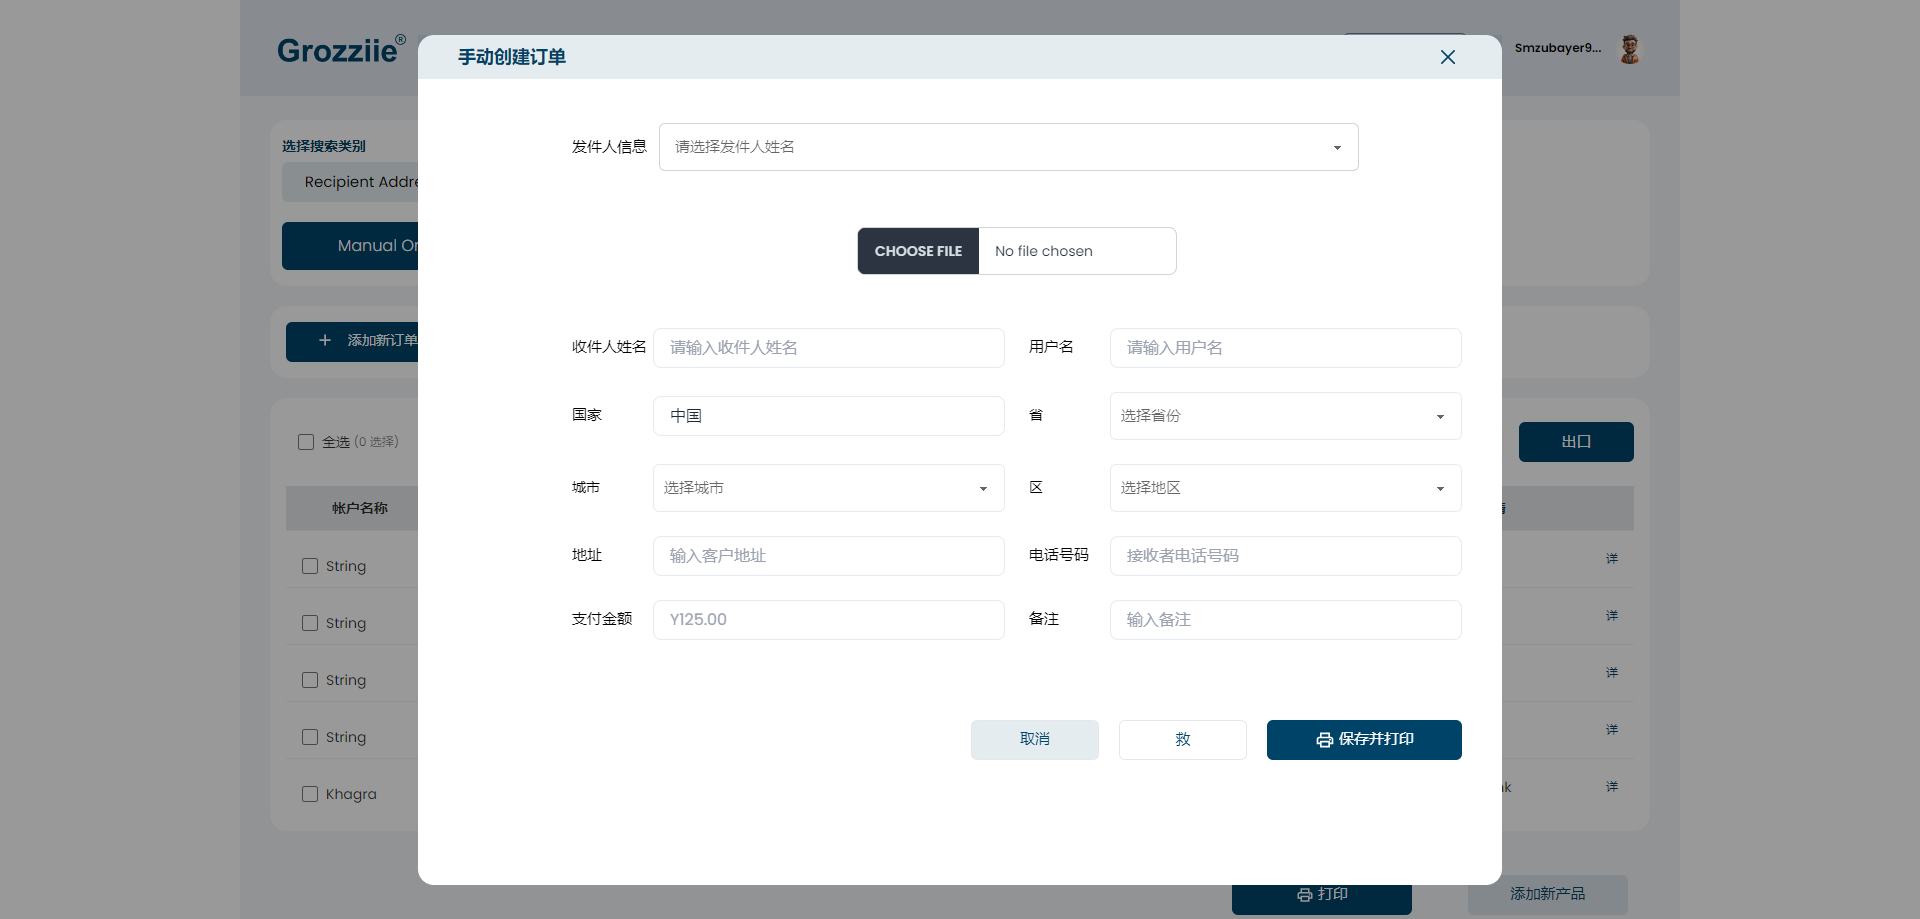 Grozziie®
Smzubayer9...
手动创建订单
选择搜索类别
Recipient Addre
Manual Or
添加新订单
发件人信息 请选择发件人姓名
CHOOSE FILE No file chosen
收件人姓名 请输入收件人姓名 用户名 请输入用户名
国家 中国 省 选择省份
城市 选择城市 区 选择地区
地址 输入客户地址 电话号码 接收者电话号码
支付金额 Y125.00 备注 输入备注
取消 救 保存并打印
全选 (0 选择) 出口
帐户名称
String 详
String 详
String 详
String 详
Khagra nk 详
打印 添加新产品